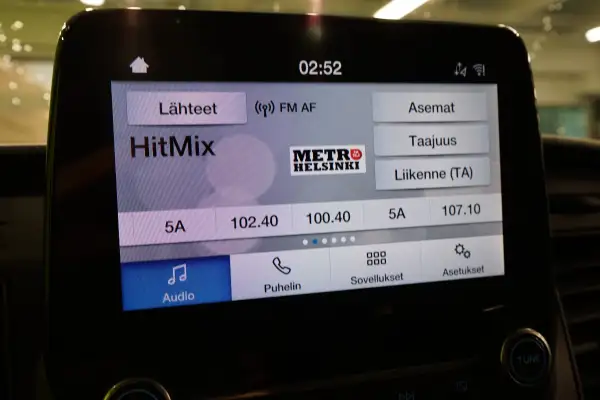 02:52
Lähteet
FM AF
Asemat
HitMix
METRO
HELSINKI
Taajuus
Liikenne (TA)
5A
102.40
100.40
5A
107.10
Audio
Puhelin
Sovellukset
Asetukset
TUNE